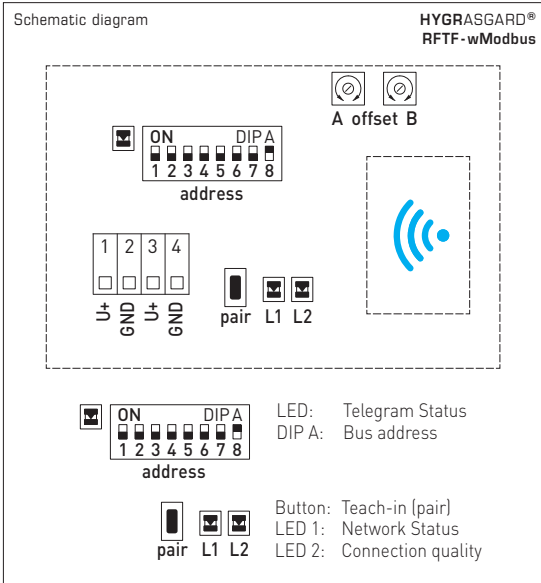 Schematic diagram
HYGRASGARD®
RFTF-wModbus
A offset B
ON DIP A
1 2 3 4 5 6 7 8
address
1 2 3 4
U+ GND U+ GND
pair L1 L2
ON DIP A
1 2 3 4 5 6 7 8
address
LED: Telegram Status
DIP A: Bus address
pair L1 L2
Button: Teach-in (pair)
LED 1: Network Status
LED 2: Connection quality